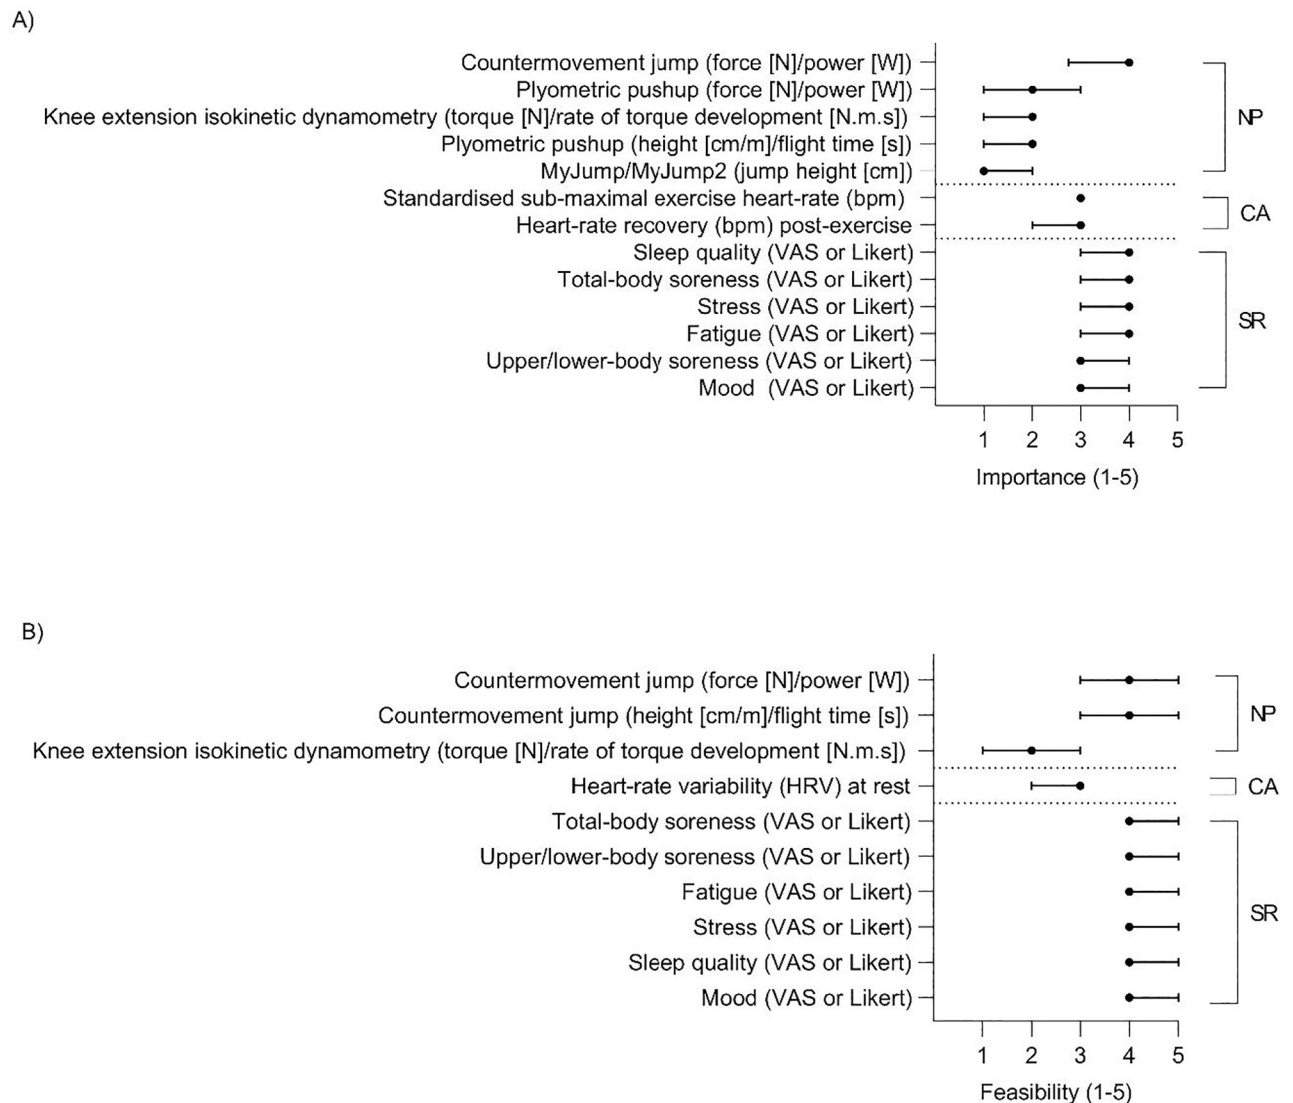 A)
Countermovement jump (force [N]/power [W])
Plyometric pushup (force [N]/power [W])
Knee extension isokinetic dynamometry (torque [N]/rate of torque development [N.m.s])
Plyometric pushup (height [cm/m]/flight time [s])
MyJump/MyJump2 (jump height [cm])
NP
Standardised sub-maximal exercise heart-rate (bpm)
Heart-rate recovery (bpm) post-exercise
CA
Sleep quality (VAS or Likert)
Total-body soreness (VAS or Likert)
Stress (VAS or Likert)
Fatigue (VAS or Likert)
Upper/lower-body soreness (VAS or Likert)
Mood (VAS or Likert)
SR
1 2 3 4 5
Importance (1-5)
B)
Countermovement jump (force [N]/power [W])
Countermovement jump (height [cm/m]/flight time [s])
Knee extension isokinetic dynamometry (torque [N]/rate of torque development [N.m.s])
NP
Heart-rate variability (HRV) at rest
CA
Total-body soreness (VAS or Likert)
Upper/lower-body soreness (VAS or Likert)
Fatigue (VAS or Likert)
Stress (VAS or Likert)
Sleep quality (VAS or Likert)
Mood (VAS or Likert)
SR
1 2 3 4 5
Feasibility (1-5)